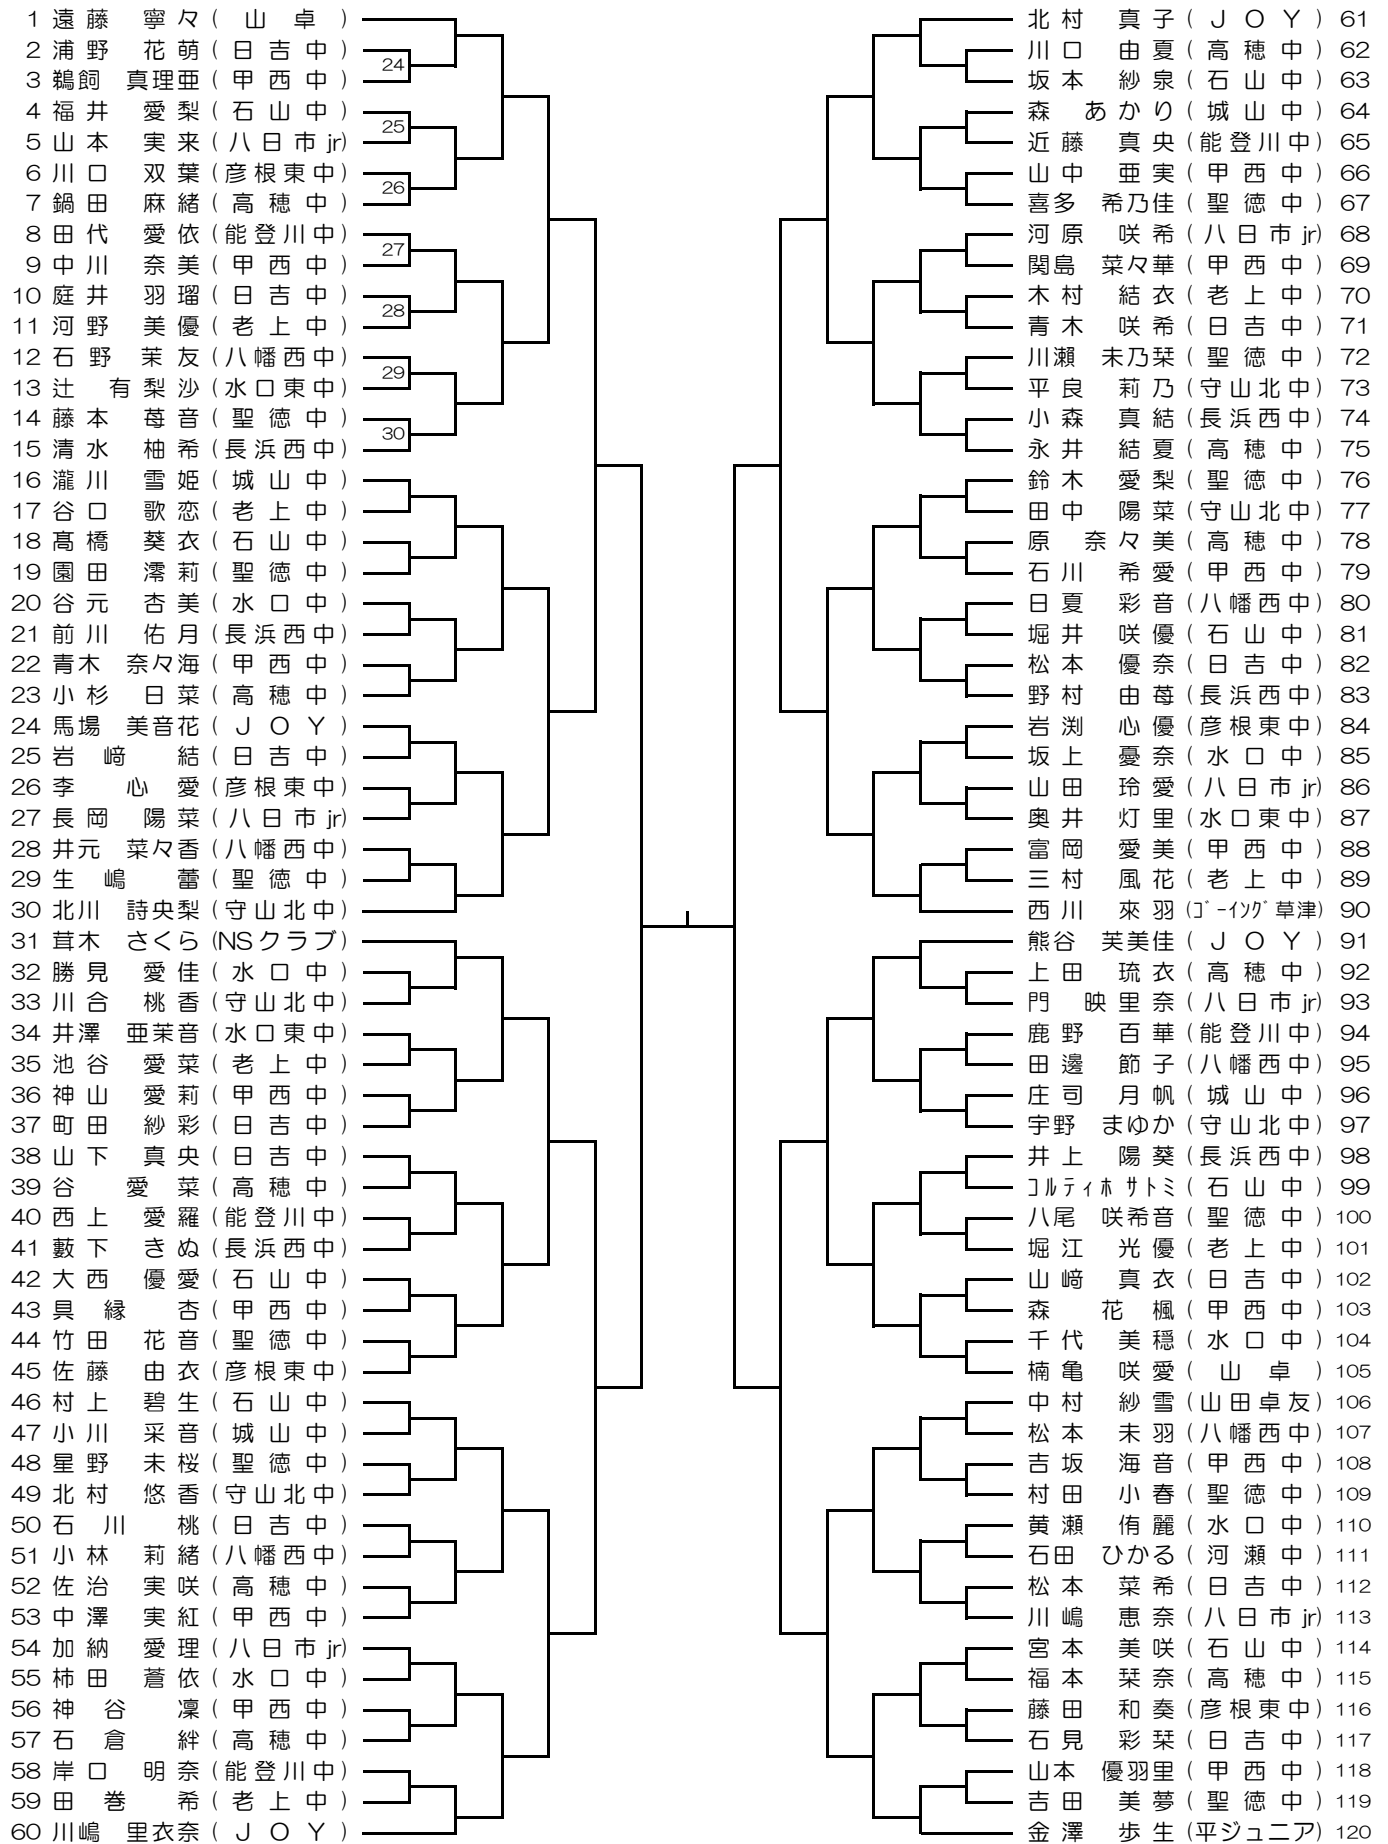 1 遠藤 寧々 (山卓)
2 浦野 花萌 (日吉中)
24
3 鵜飼 真理亜 (甲西中)
4 福井 愛梨 (石山中)
25
5 山本 実来 (八日市jr)
6 川口 双葉 (彦根東中)
26
7 鍋田 麻緒 (高穂中)
8 田代 愛依 (能登川中)
27
9 中川 奈美 (甲西中)
10 庭井 羽瑠 (日吉中)
28
11 河野 美優 (老上中)
12 石野 茉友 (八幡西中)
29
13 辻 有梨沙 (水口東中)
14 藤本 苺音 (聖徳中)
30
15 清水 柚希 (長浜西中)
16 瀧川 雪姫 (城山中)
17 谷口 歌恋 (老上中)
18 髙橋 葵衣 (石山中)
19 園田 澪莉 (聖徳中)
20 谷元 杏美 (水口中)
21 前川 佑月 (長浜西中)
22 青木 奈々海 (甲西中)
23 小杉 日菜 (高穂中)
24 馬場 美音花 (JOY)
25 岩﨑 結 (日吉中)
26 李 心愛 (彦根東中)
27 長岡 陽菜 (八日市jr)
28 井元 菜々香 (八幡西中)
29 生嶋 蕾 (聖徳中)
30 北川 詩央梨 (守山北中)
31 茸木 さくら (NSクラブ)
32 勝見 愛佳 (水口中)
33 川合 桃香 (守山北中)
34 井澤 亜茉音 (水口東中)
35 池谷 愛菜 (老上中)
36 神山 愛莉 (甲西中)
37 町田 紗彩 (日吉中)
38 山下 真央 (日吉中)
39 谷 愛菜 (高穂中)
40 西上 愛羅 (能登川中)
41 藪下 きぬ (長浜西中)
42 大西 優愛 (石山中)
43 具縁 杏 (甲西中)
44 竹田 花音 (聖徳中)
45 佐藤 由衣 (彦根東中)
46 村上 碧生 (石山中)
47 小川 采音 (城山中)
48 星野 未桜 (聖徳中)
49 北村 悠香 (守山北中)
50 石川 桃 (日吉中)
51 小林 莉緒 (八幡西中)
52 佐治 実咲 (高穂中)
53 中澤 実紅 (甲西中)
54 加納 愛理 (八日市jr)
55 柿田 蒼依 (水口中)
56 神谷 凜 (甲西中)
57 石倉 絆 (高穂中)
58 岸口 明奈 (能登川中)
59 田巻 希 (老上中)
60 川嶋 里衣奈 (JOY)
北村 真子 (JOY) 61
川口 由夏 (高穂中) 62
坂本 紗泉 (石山中) 63
森 あかり (城山中) 64
近藤 真央 (能登川中) 65
山中 亜実 (甲西中) 66
喜多 希乃佳 (聖徳中) 67
河原 咲希 (八日市jr) 68
関島 菜々華 (甲西中) 69
木村 結衣 (老上中) 70
青木 咲希 (日吉中) 71
川瀬 未乃栞 (聖徳中) 72
平良 莉乃 (守山北中) 73
小森 真結 (長浜西中) 74
永井 結夏 (高穂中) 75
鈴木 愛梨 (聖徳中) 76
田中 陽菜 (守山北中) 77
原 奈々美 (高穂中) 78
石川 希愛 (甲西中) 79
日夏 彩音 (八幡西中) 80
堀井 咲優 (石山中) 81
松本 優奈 (日吉中) 82
野村 由苺 (長浜西中) 83
岩渕 心優 (彦根東中) 84
坂上 憂奈 (水口中) 85
山田 玲愛 (八日市jr) 86
奥井 灯里 (水口東中) 87
富岡 愛美 (甲西中) 88
三村 風花 (老上中) 89
西川 來羽 (ゴーイング草津) 90
熊谷 芙美佳 (JOY) 91
上田 琉衣 (高穂中) 92
門 映里奈 (八日市jr) 93
鹿野 百華 (能登川中) 94
田邊 節子 (八幡西中) 95
庄司 月帆 (城山中) 96
宇野 まゆか (守山北中) 97
井上 陽葵 (長浜西中) 98
コルティホ サトミ (石山中) 99
八尾 咲希音 (聖徳中) 100
堀江 光優 (老上中) 101
山﨑 真衣 (日吉中) 102
森 花楓 (甲西中) 103
千代 美穏 (水口中) 104
楠亀 咲愛 (山卓) 105
中村 紗雪 (山田卓友) 106
松本 未羽 (八幡西中) 107
吉坂 海音 (甲西中) 108
村田 小春 (聖徳中) 109
黄瀬 侑麗 (水口中) 110
石田 ひかる (河瀬中) 111
松本 菜希 (日吉中) 112
川嶋 恵奈 (八日市jr) 113
宮本 美咲 (石山中) 114
福本 栞奈 (高穂中) 115
藤田 和奏 (彦根東中) 116
石見 彩栞 (日吉中) 117
山本 優羽里 (甲西中) 118
吉田 美夢 (聖徳中) 119
金澤 歩生 (平ジュニア) 120